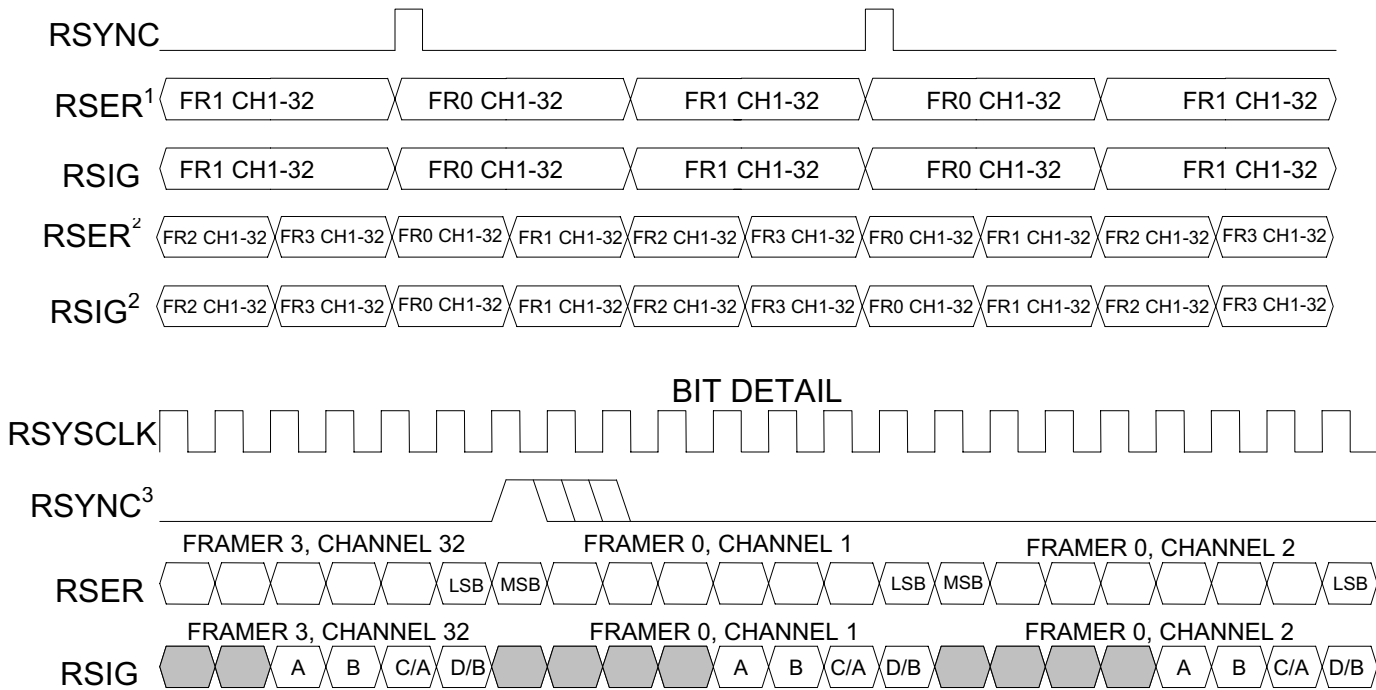 RSYNC
RSER¹ FR1 CH1-32 FR0 CH1-32 FR1 CH1-32 FR0 CH1-32 FR1 CH1-32
RSIG FR1 CH1-32 FR0 CH1-32 FR1 CH1-32 FR0 CH1-32 FR1 CH1-32
RSER² FR2 CH1-32 FR3 CH1-32 FR0 CH1-32 FR1 CH1-32 FR2 CH1-32 FR3 CH1-32 FR0 CH1-32 FR1 CH1-32 FR2 CH1-32 FR3 CH1-32
RSIG² FR2 CH1-32 FR3 CH1-32 FR0 CH1-32 FR1 CH1-32 FR2 CH1-32 FR3 CH1-32 FR0 CH1-32 FR1 CH1-32 FR2 CH1-32 FR3 CH1-32
BIT DETAIL
RSYSCLK
RSYNC³
FRAMER 3, CHANNEL 32 FRAMER 0, CHANNEL 1 FRAMER 0, CHANNEL 2
RSER LSB MSB LSB MSB LSB
FRAMER 3, CHANNEL 32 FRAMER 0, CHANNEL 1 FRAMER 0, CHANNEL 2
RSIG A B C/A D/B A B C/A D/B A B C/A D/B